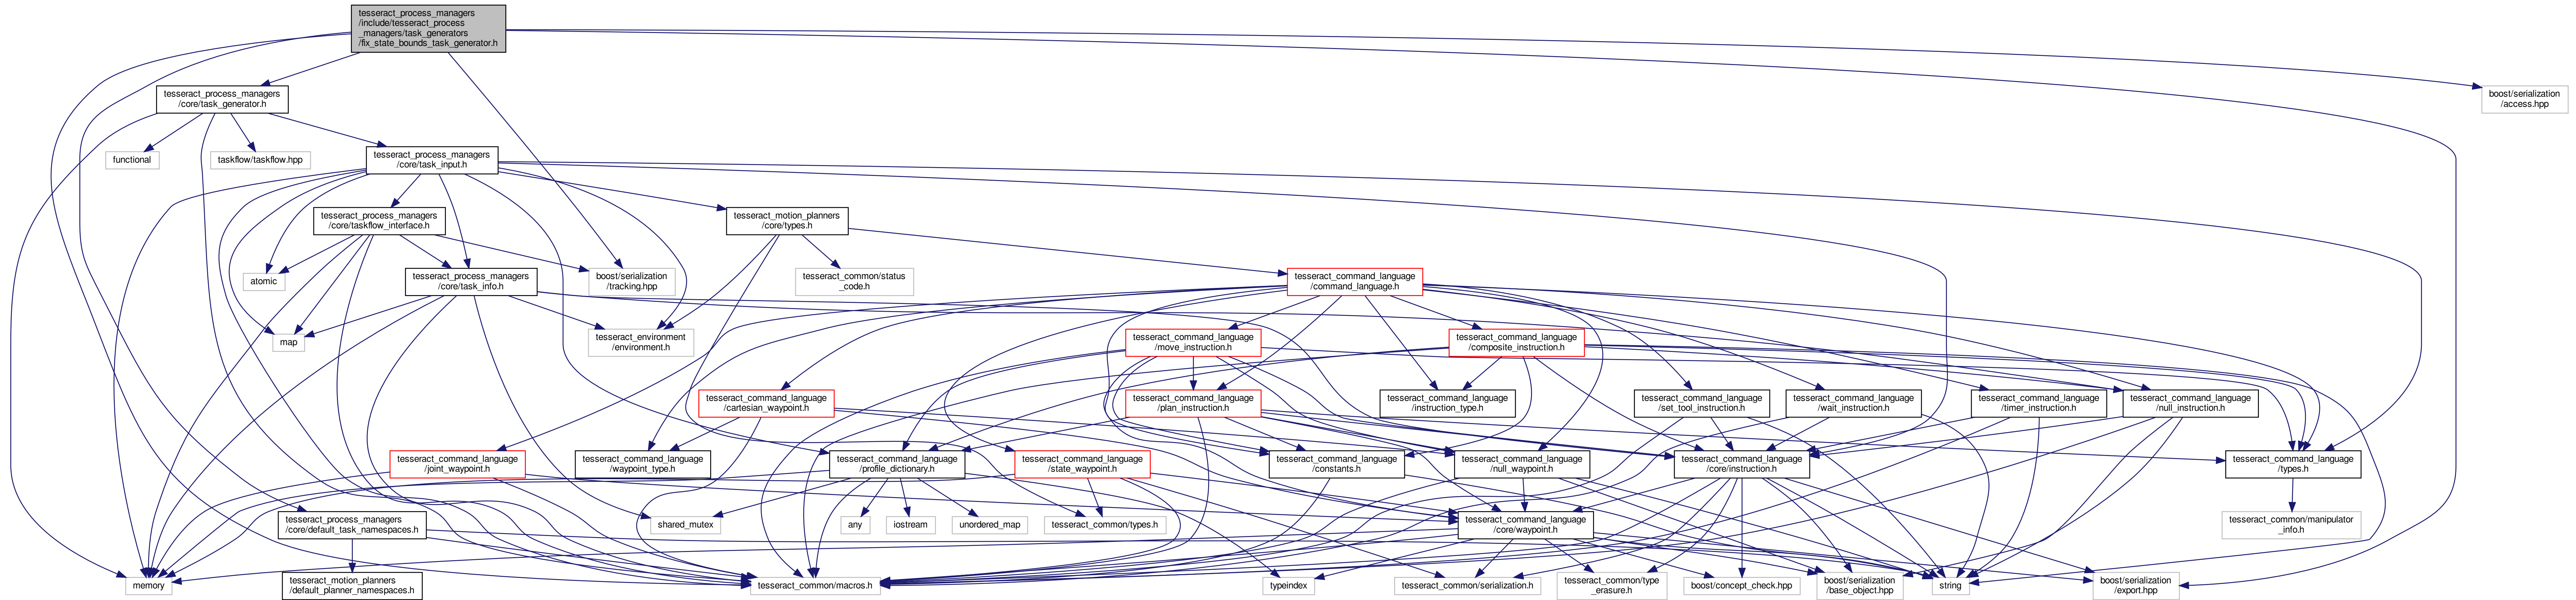 tesseract_process_managers
/include/tesseract_process
_managers/task_generators
/fix_state_bounds_task_generator.h
tesseract_process_managers
/core/task_generator.h
boost/serialization
/access.hpp
functional
taskflow/taskflow.hpp
tesseract_process_managers
/core/task_input.h
tesseract_process_managers
/core/taskflow_interface.h
tesseract_motion_planners
/core/types.h
atomic
tesseract_process_managers
/core/task_info.h
boost/serialization
/tracking.hpp
tesseract_common/status
_code.h
tesseract_command_language
/command_language.h
map
tesseract_environment
/environment.h
tesseract_command_language
/move_instruction.h
tesseract_command_language
/composite_instruction.h
tesseract_command_language
/cartesian_waypoint.h
tesseract_command_language
/plan_instruction.h
tesseract_command_language
/instruction_type.h
tesseract_command_language
/set_tool_instruction.h
tesseract_command_language
/wait_instruction.h
tesseract_command_language
/timer_instruction.h
tesseract_command_language
/null_instruction.h
tesseract_command_language
/joint_waypoint.h
tesseract_command_language
/waypoint_type.h
tesseract_command_language
/profile_dictionary.h
tesseract_command_language
/state_waypoint.h
tesseract_command_language
/constants.h
tesseract_command_language
/null_waypoint.h
tesseract_command_language
/core/instruction.h
tesseract_command_language
/types.h
tesseract_process_managers
/core/default_task_namespaces.h
shared_mutex
any
iostream
unordered_map
tesseract_common/types.h
tesseract_command_language
/core/waypoint.h
tesseract_common/manipulator
_info.h
memory
tesseract_motion_planners
/default_planner_namespaces.h
tesseract_common/macros.h
typeindex
tesseract_common/serialization.h
tesseract_common/type
_erasure.h
boost/concept_check.hpp
boost/serialization
/base_object.hpp
string
boost/serialization
/export.hpp